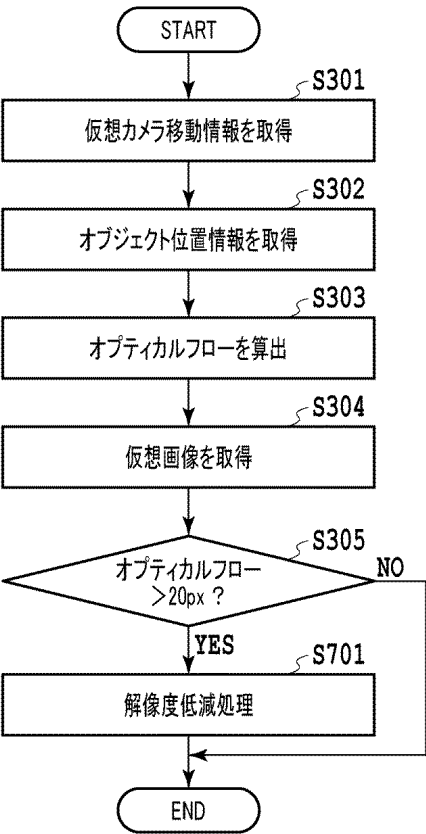 START
S301
仮想カメラ移動情報を取得
S302
オブジェクト位置情報を取得
S303
オプティカルフローを算出
S304
仮想画像を取得
S305
オプティカルフロー
＞20px ?
NO
YES
S701
解像度低減処理
END